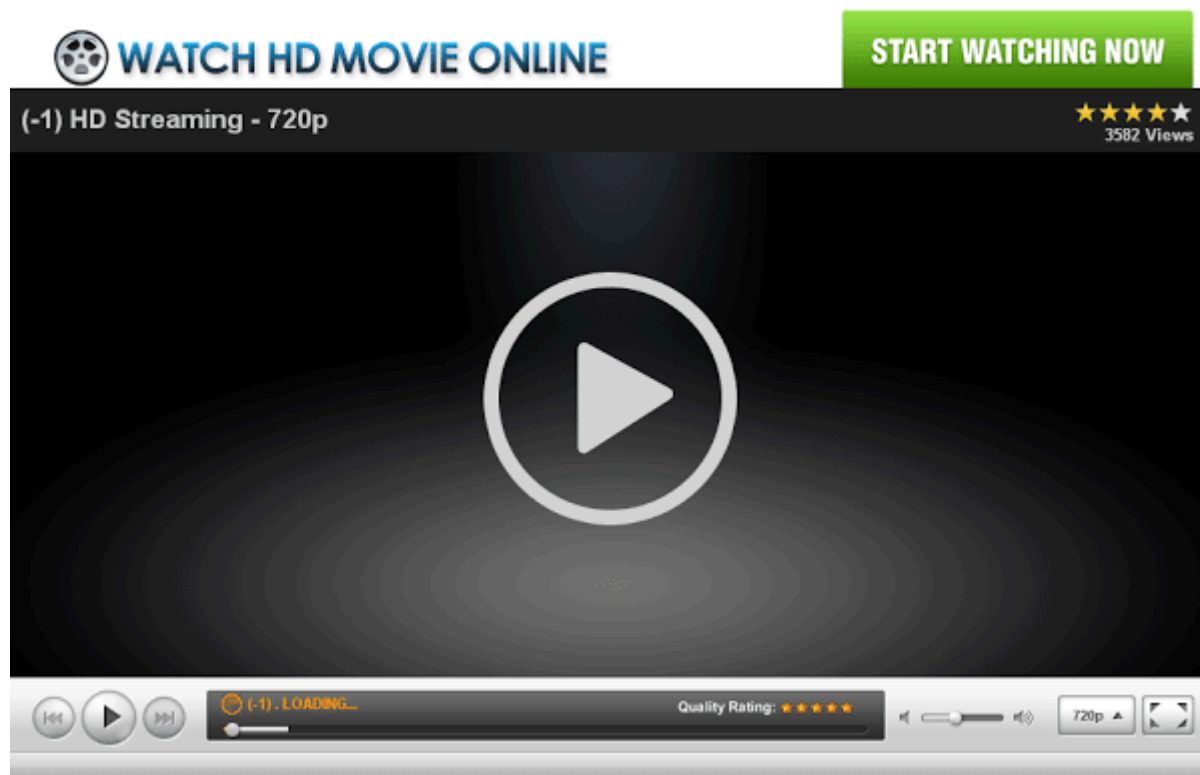 WATCH HD MOVIE ONLINE
START WATCHING NOW
(-1) HD Streaming - 720p
3582 Views
(-1) . LOADING...
Quality Rating:
720p